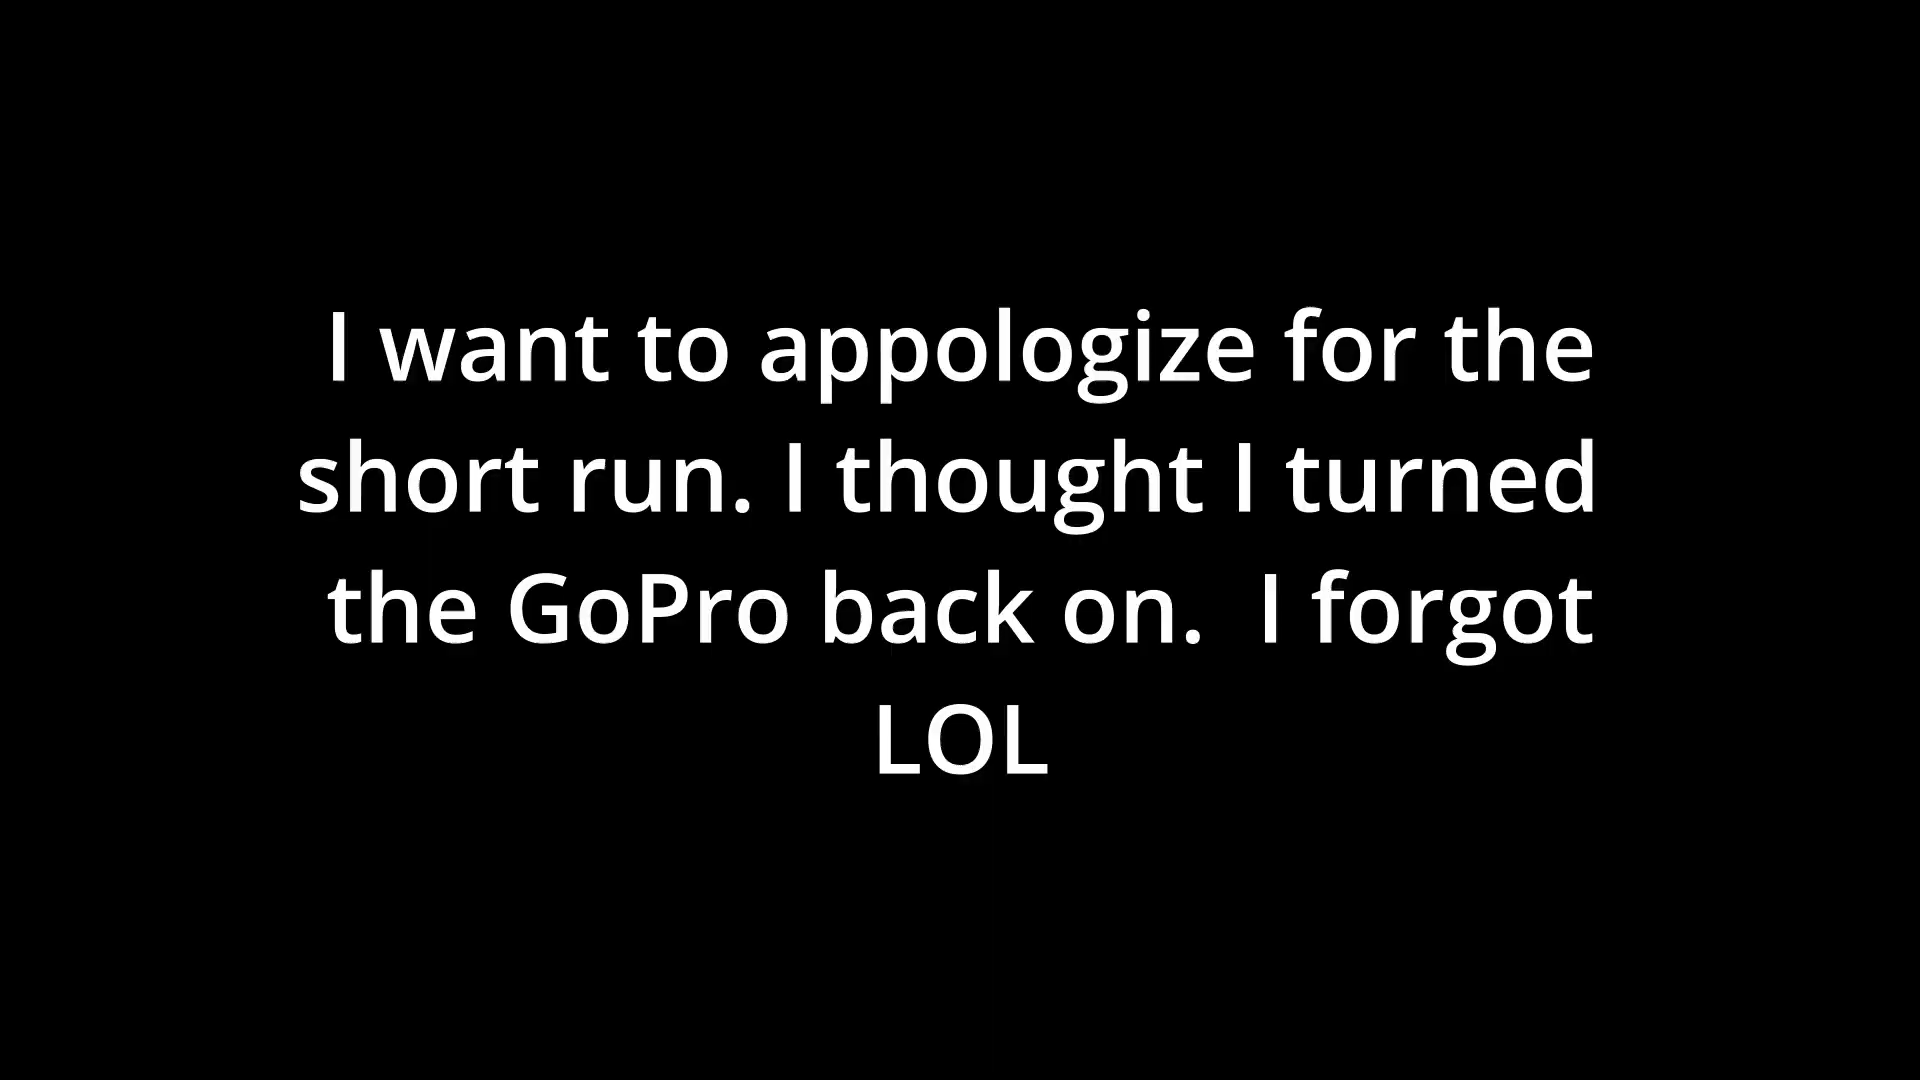 I want to appologize for the
short run. I thought I turned
the GoPro back on.  I forgot
LOL